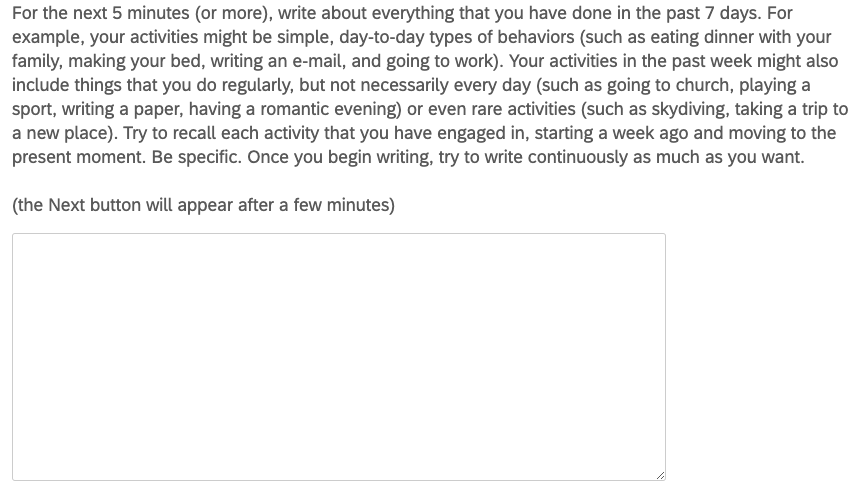 For the next 5 minutes (or more), write about everything that you have done in the past 7 days. For
example, your activities might be simple, day-to-day types of behaviors (such as eating dinner with your
family, making your bed, writing an e-mail, and going to work). Your activities in the past week might also
include things that you do regularly, but not necessarily every day (such as going to church, playing a
sport, writing a paper, having a romantic evening) or even rare activities (such as skydiving, taking a trip to
a new place). Try to recall each activity that you have engaged in, starting a week ago and moving to the
present moment. Be specific. Once you begin writing, try to write continuously as much as you want.
(the Next button will appear after a few minutes)